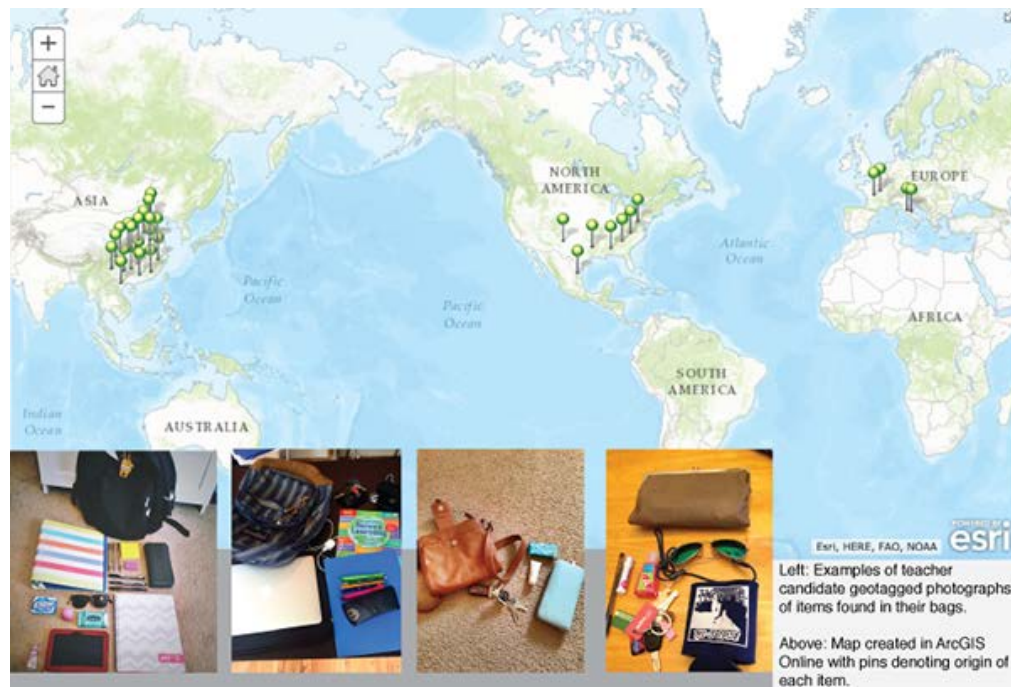 +
−
ASIA
NORTH
AMERICA
EUROPE
Atlantic
Ocean
Pacific
Ocean
Pacific
Ocean
AFRICA
SOUTH
AMERICA
Indian
Ocean
AUSTRALIA
POWERED BY
esri
Esri, HERE, FAO, NOAA
Left: Examples of teacher
candidate geotagged photographs
of items found in their bags.
Above: Map created in ArcGIS
Online with pins denoting origin of
each item.